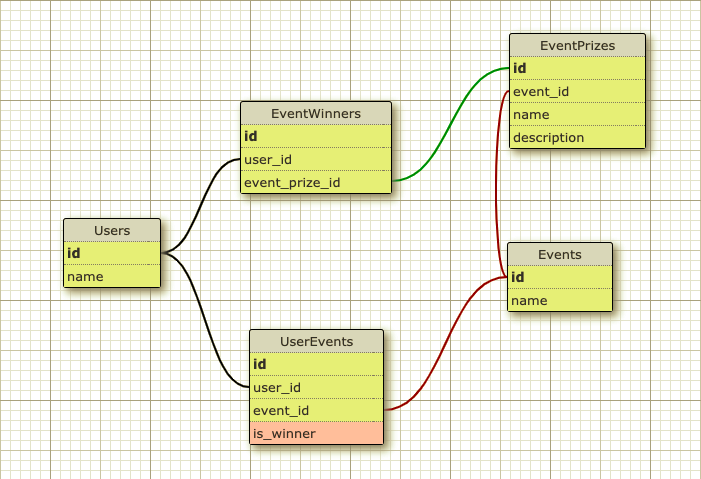 EventPrizes
id
event_id
name
description
EventWinners
id
user_id
event_prize_id
Users
id
name
Events
id
name
UserEvents
id
user_id
event_id
is_winner